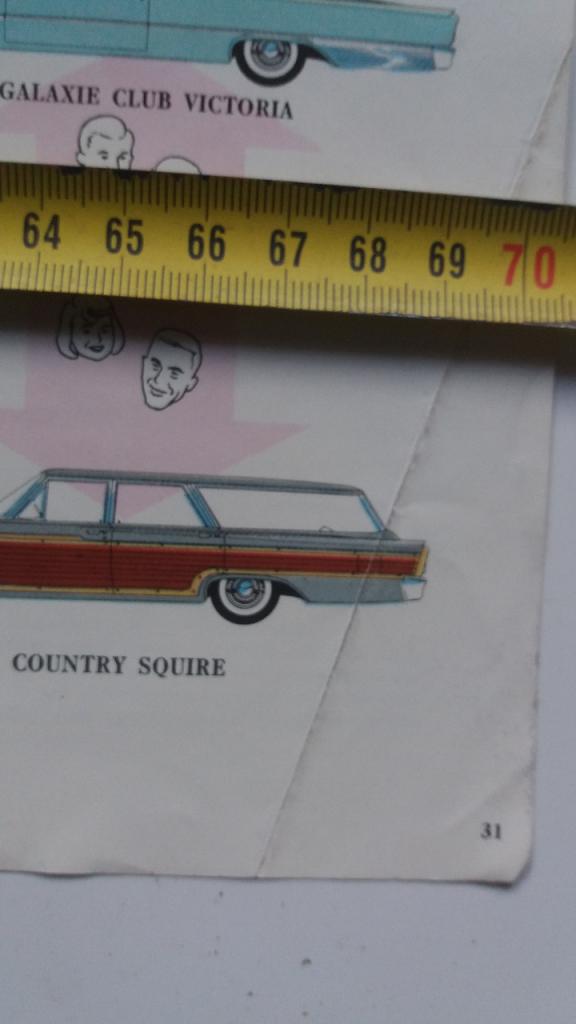 GALAXIE CLUB VICTORIA
64 65 66 67 68 69 70
COUNTRY SQUIRE
31